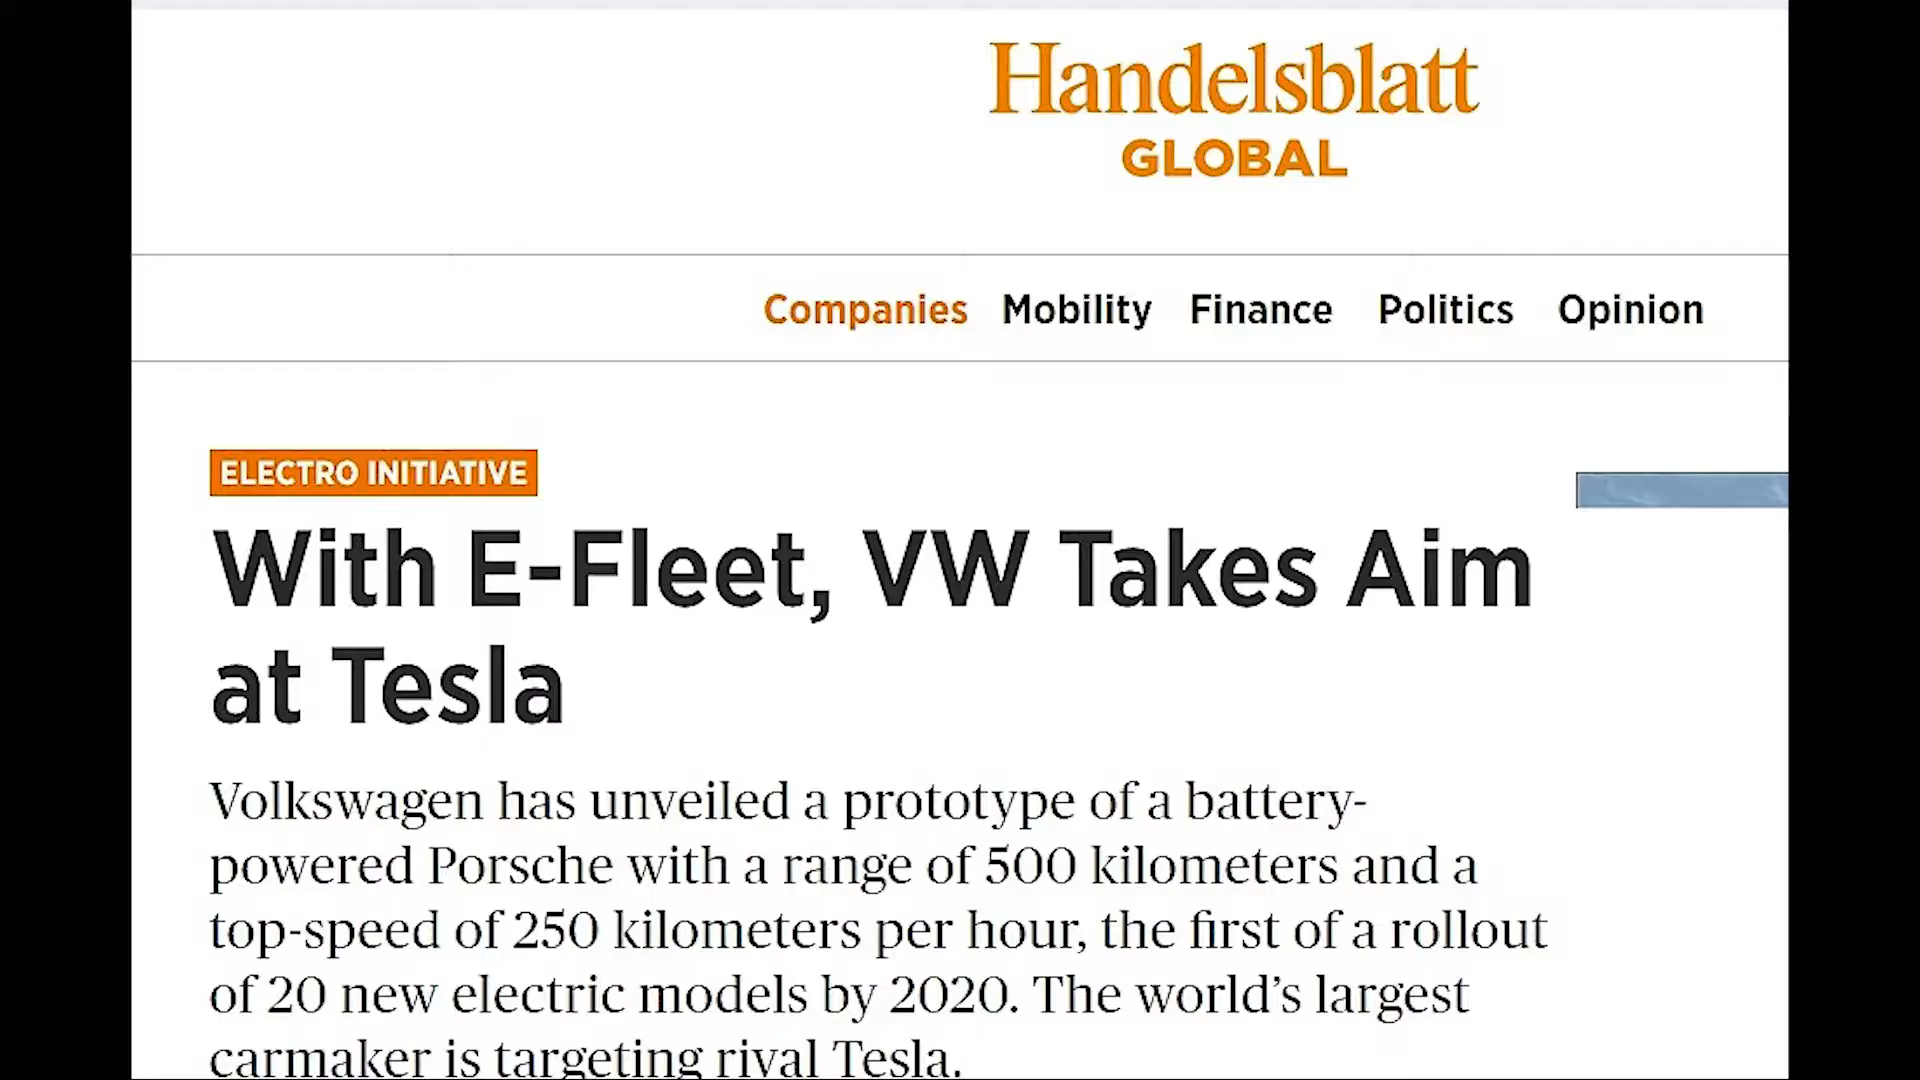 Handelsblatt
GLOBAL
Companies Mobility Finance Politics Opinion
ELECTRO INITIATIVE
With E-Fleet, VW Takes Aim
at Tesla
Volkswagen has unveiled a prototype of a battery-
powered Porsche with a range of 500 kilometers and a
top-speed of 250 kilometers per hour, the first of a rollout
of 20 new electric models by 2020. The world’s largest
carmaker is targeting rival Tesla.